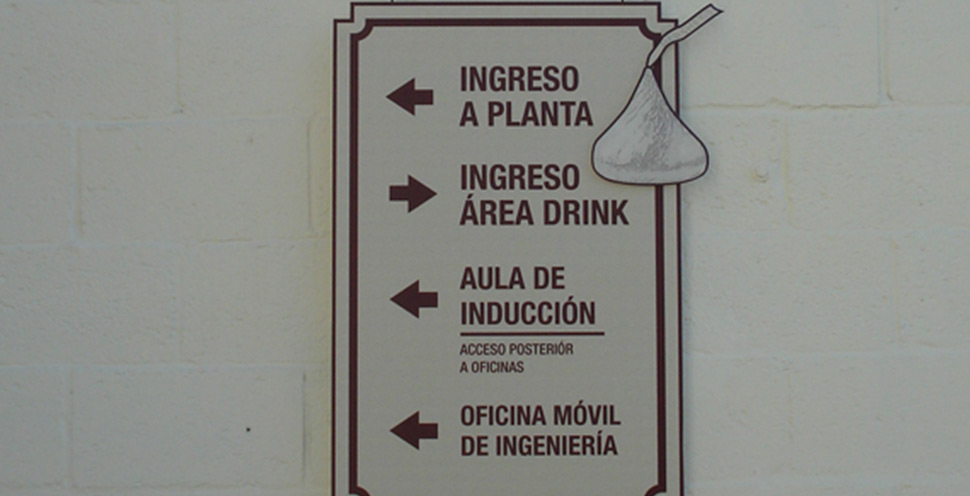 INGRESO
A PLANTA
INGRESO
ÁREA DRINK
AULA DE
INDUCCIÓN
ACCESO POSTERIÓR
A OFICINAS
OFICINA MÓVIL
DE INGENIERÍA